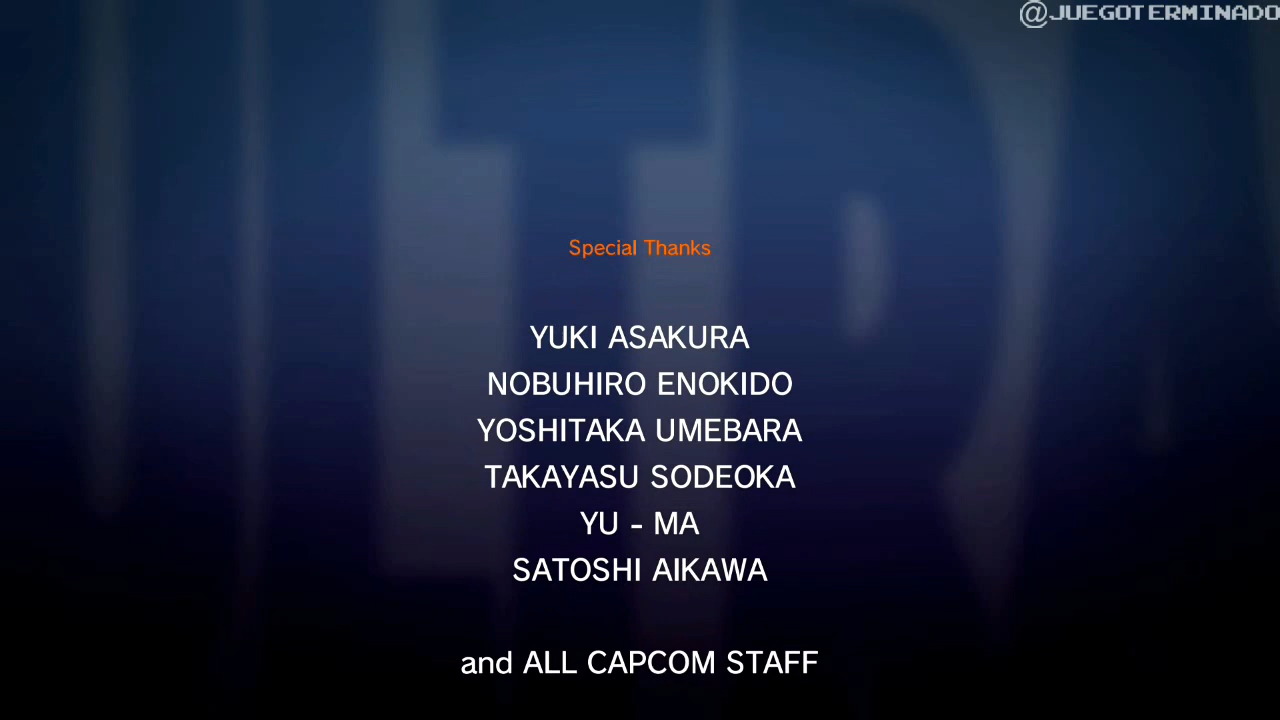 @JUEGOTERMINADO
Special Thanks
YUKI ASAKURA
NOBUHIRO ENOKIDO
YOSHITAKA UMEBARA
TAKAYASU SODEOKA
YU - MA
SATOSHI AIKAWA
and ALL CAPCOM STAFF